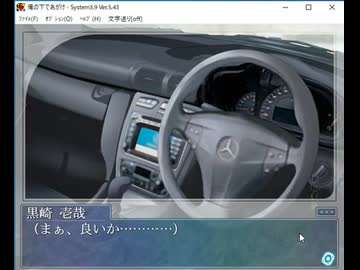 俺の下であがけ - System3.9 Ver.5.43
ファイル(F) オプション(O) ヘルプ(H) 文字送り[off]
黒崎 壱哉
（まぁ、良いか…………）